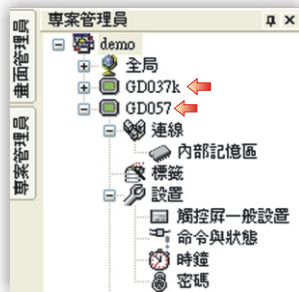 專案管理員
畫面管理員
專案管理員
demo
全局
GD037k
GD057
連線
內部記憶區
標籤
設置
觸控屏一般設置
命令與狀態
時鐘
密碼